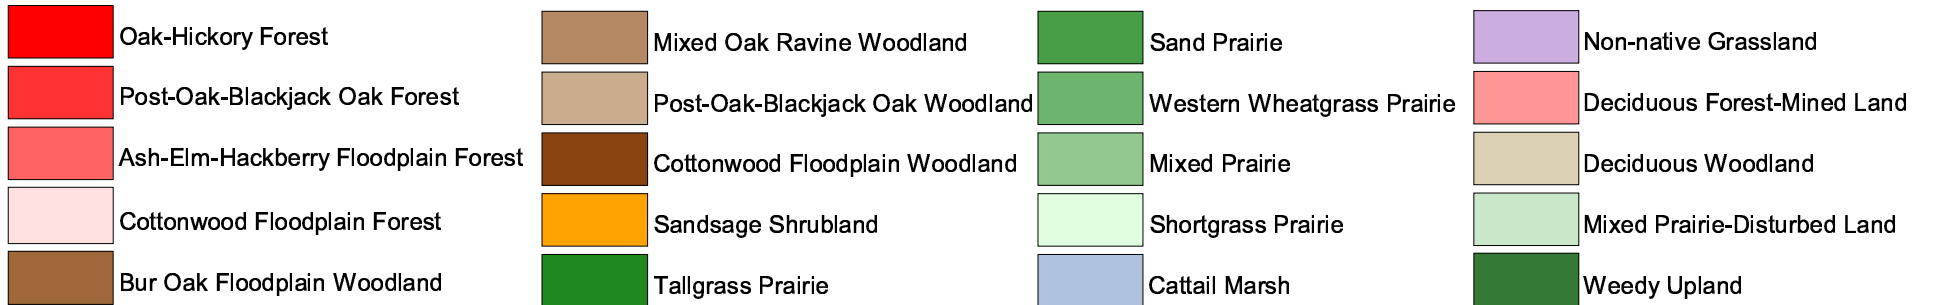 Oak-Hickory Forest
Post-Oak-Blackjack Oak Forest
Ash-Elm-Hackberry Floodplain Forest
Cottonwood Floodplain Forest
Bur Oak Floodplain Woodland
Mixed Oak Ravine Woodland
Post-Oak-Blackjack Oak Woodland
Cottonwood Floodplain Woodland
Sandsage Shrubland
Tallgrass Prairie
Sand Prairie
Western Wheatgrass Prairie
Mixed Prairie
Shortgrass Prairie
Cattail Marsh
Non-native Grassland
Deciduous Forest-Mined Land
Deciduous Woodland
Mixed Prairie-Disturbed Land
Weedy Upland